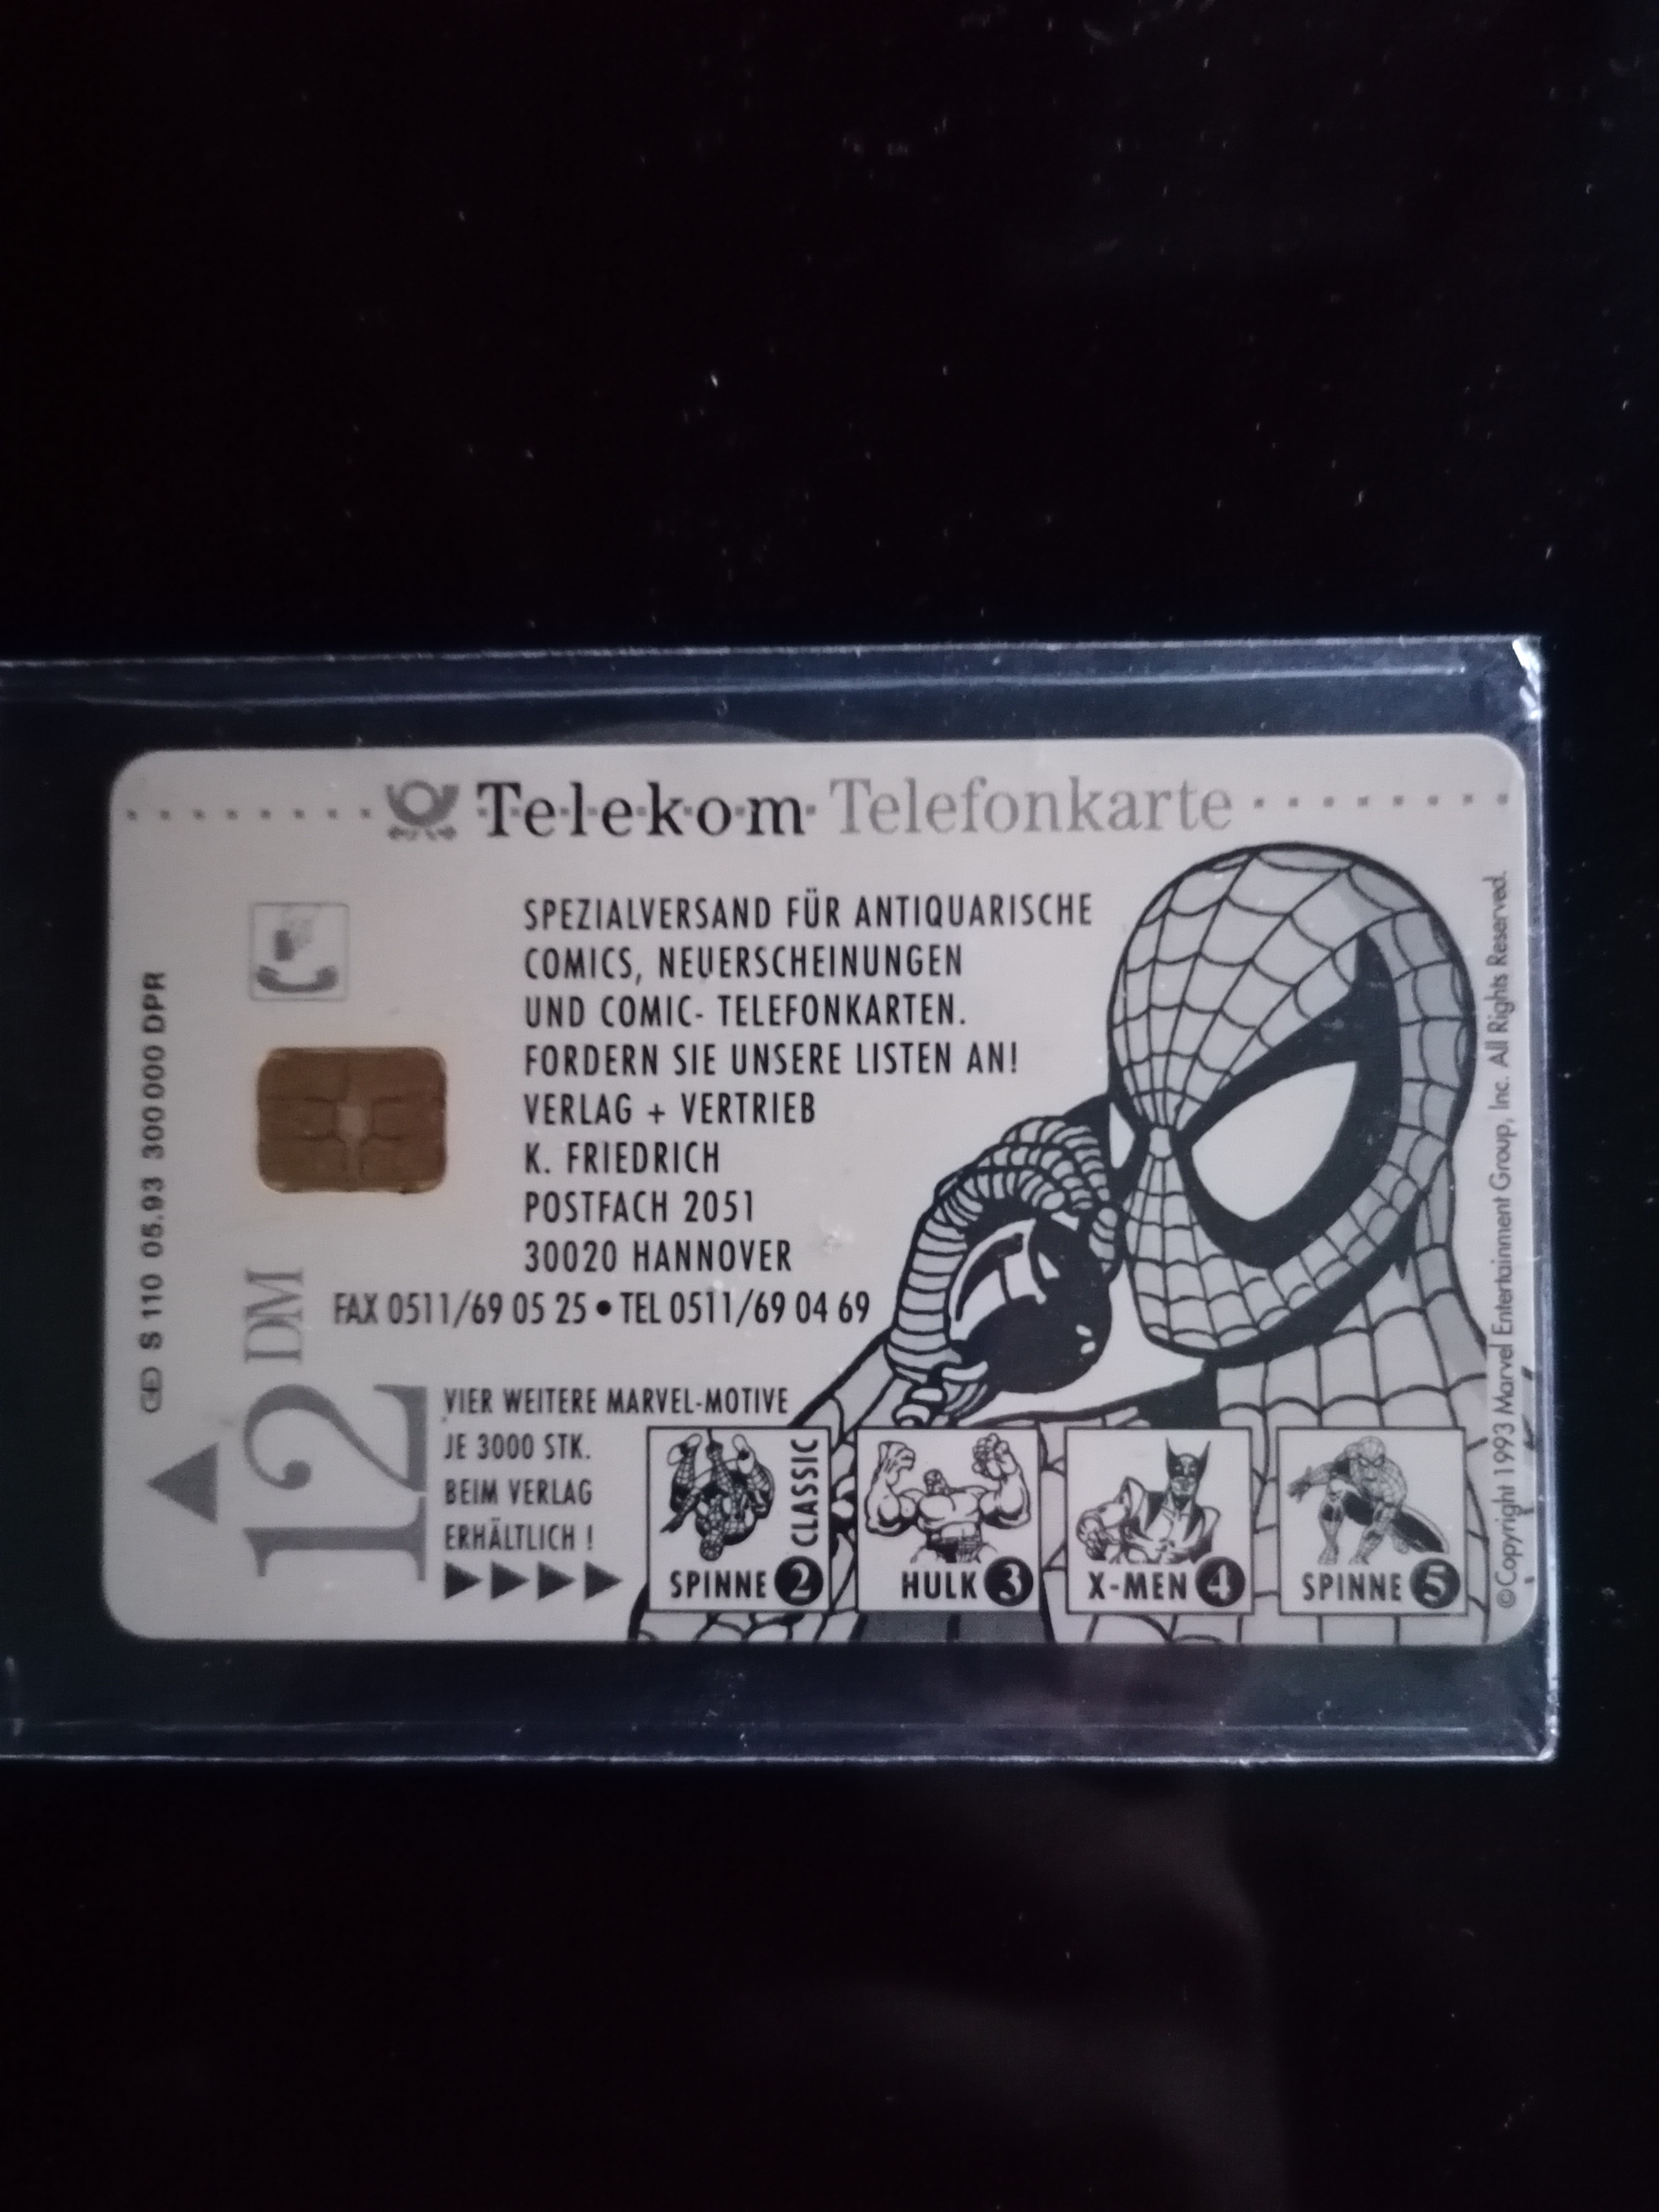 Telekom Telefonkarte
SPEZIALVERSAND FÜR ANTIQUARISCHE
COMICS, NEUERSCHEINUNGEN
UND COMIC- TELEFONKARTEN.
FORDERN SIE UNSERE LISTEN AN!
VERLAG + VERTRIEB
K. FRIEDRICH
POSTFACH 2051
30020 HANNOVER
FAX 0511/69 05 25 • TEL 0511/69 04 69
S 110 05.93 300000 DPR
12 DM
VIER WEITERE MARVEL-MOTIVE
JE 3000 STK.
BEIM VERLAG
ERHÄLTLICH !
CLASSIC
SPINNE 2
HULK 3
X-MEN 4
SPINNE 5
©Copyright 1993 Marvel Entertainment Group, Inc. All Rights Reserved.